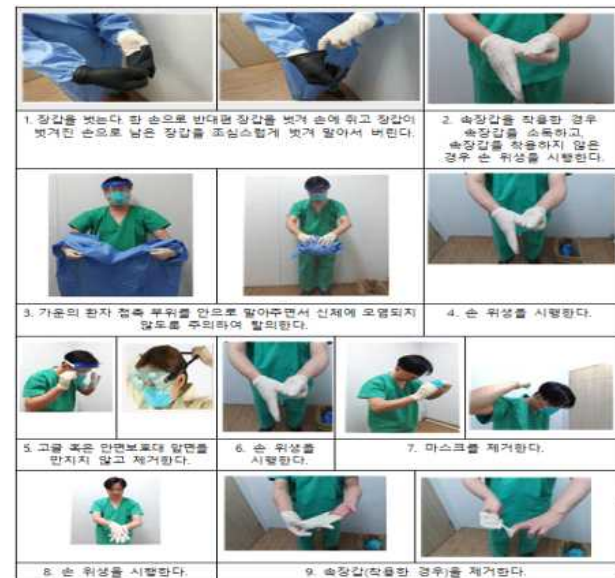 1. 장갑을 벗는다. 한 손으로 반대편 장갑을 벗겨 손에 쥐고 장갑이
벗겨진 손으로 남은 장갑을 조심스럽게 벗겨 말아서 버린다.
2. 속장갑을 착용한 경우
속장갑을 소독하고,
속장갑을 착용하지 않은
경우 손 위생을 시행한다.
3. 가운의 환자 접촉 부위를 안으로 말아주면서 신체에 오염되지
않도록 주의하여 탈의한다.
4. 손 위생을 시행한다.
5. 고글 혹은 안면보호대 앞면을
만지지 않고 제거한다.
6. 손 위생을
시행한다.
7. 마스크를 제거한다.
8. 손 위생을 시행한다.
9. 속장갑(착용한 경우)을 제거한다.